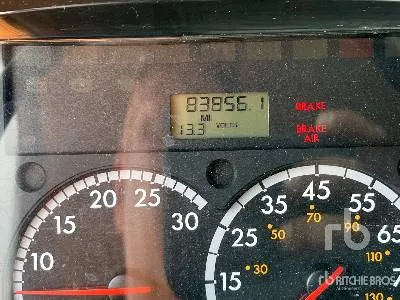 83856.1
MI
13.3 VOLTS
BRAKE
BRAKE
AIR
10 15 20 25 30
15 25 35 45 55 65
30 50 70 90 110 130
rb
RITCHIE BROS